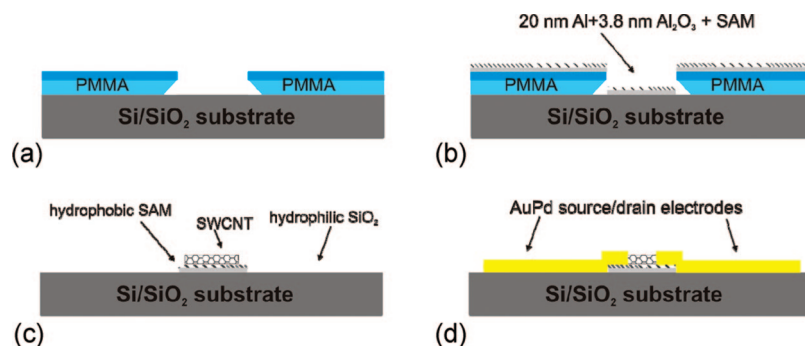 PMMA PMMA
Si/SiO₂ substrate
(a)
20 nm Al+3.8 nm Al₂O₃ + SAM
PMMA PMMA
Si/SiO₂ substrate
(b)
hydrophobic SAM SWCNT hydrophilic SiO₂
Si/SiO₂ substrate
(c)
AuPd source/drain electrodes
Si/SiO₂ substrate
(d)